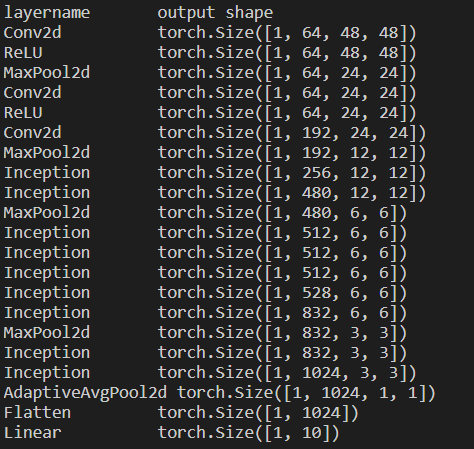 layername output shape
Conv2d torch.Size([1, 64, 48, 48])
ReLU torch.Size([1, 64, 48, 48])
MaxPool2d torch.Size([1, 64, 24, 24])
Conv2d torch.Size([1, 64, 24, 24])
ReLU torch.Size([1, 64, 24, 24])
Conv2d torch.Size([1, 192, 24, 24])
MaxPool2d torch.Size([1, 192, 12, 12])
Inception torch.Size([1, 256, 12, 12])
Inception torch.Size([1, 480, 12, 12])
MaxPool2d torch.Size([1, 480, 6, 6])
Inception torch.Size([1, 512, 6, 6])
Inception torch.Size([1, 512, 6, 6])
Inception torch.Size([1, 512, 6, 6])
Inception torch.Size([1, 528, 6, 6])
Inception torch.Size([1, 832, 6, 6])
MaxPool2d torch.Size([1, 832, 3, 3])
Inception torch.Size([1, 832, 3, 3])
Inception torch.Size([1, 1024, 3, 3])
AdaptiveAvgPool2d torch.Size([1, 1024, 1, 1])
Flatten torch.Size([1, 1024])
Linear torch.Size([1, 10])